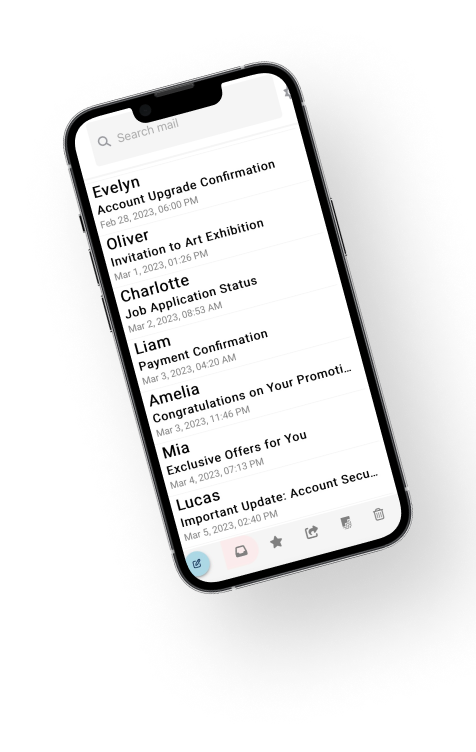 Search mail
Evelyn
Account Upgrade Confirmation
Feb 28, 2023, 06:00 PM
Oliver
Invitation to Art Exhibition
Mar 1, 2023, 01:26 PM
Charlotte
Job Application Status
Mar 2, 2023, 08:53 AM
Liam
Payment Confirmation
Mar 3, 2023, 04:20 AM
Amelia
Congratulations on Your Promoti...
Mar 3, 2023, 11:46 PM
Mia
Exclusive Offers for You
Mar 4, 2023, 07:13 PM
Lucas
Important Update: Account Secu...
Mar 5, 2023, 02:40 PM